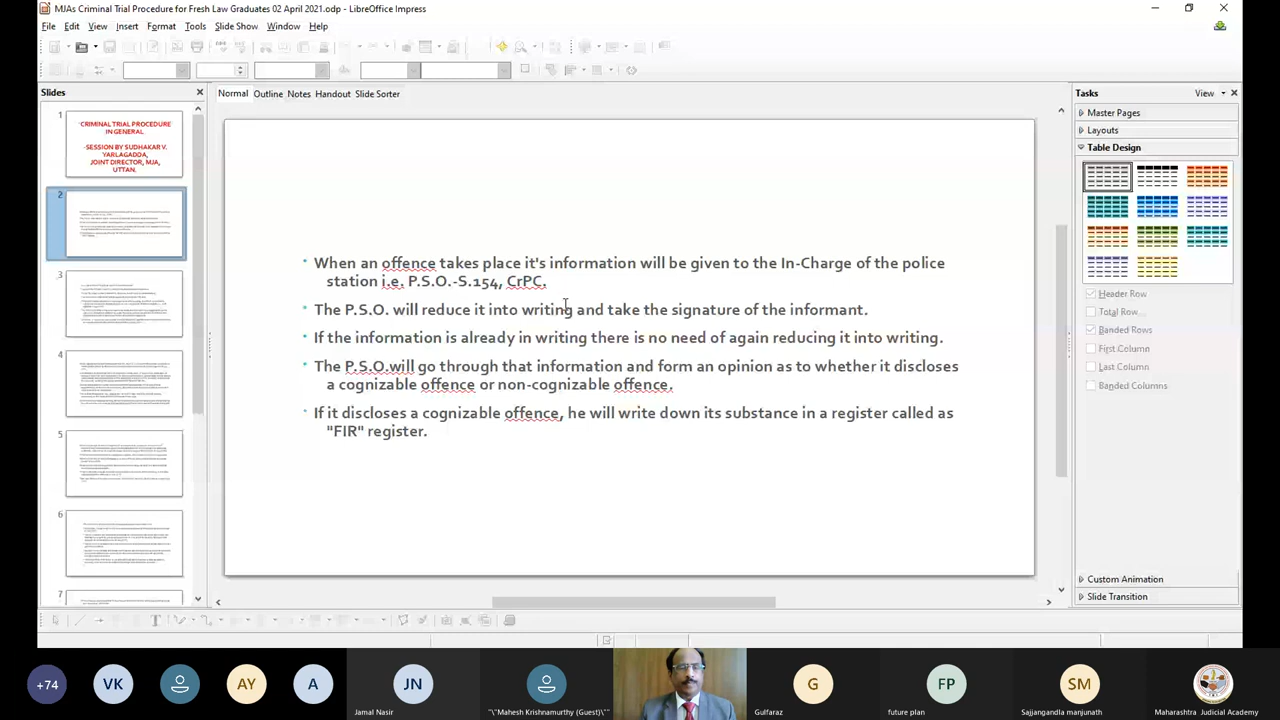 MJAs Criminal Trial Procedure for Fresh Law Graduates 02 April 2021.odp - LibreOffice Impress
File Edit View Insert Format Tools Slide Show Window Help
Slides
Normal Outline Notes Handout Slide Sorter
Tasks View
1
CRIMINAL TRIAL PROCEDURE
IN GENERAL
SESSION BY SUDHAKAR V.
YARLAGADDA,
JOINT DIRECTOR, MJA,
UTTAN.
2
3
4
5
6
7
When an offence takes place it's information will be given to the In-Charge of the police
station i.e. P.S.O.-S.154, CrPC.
The P.S.O. will reduce it into writing and take the signature of the informant.
If the information is already in writing there is no need of again reducing it into writing.
The P.S.O.will go through that information and form an opinion as to whether it discloses
a cognizable offence or non-cognizable offence.
If it discloses a cognizable offence, he will write down its substance in a register called as
"FIR" register.
Master Pages
Layouts
Table Design
Header Row
Total Row
Banded Rows
First Column
Last Column
Banded Columns
Custom Animation
Slide Transition
+74
VK
AY
A
JN
Jamal Nasir
"\"Mahesh Krishnamurthy (Guest)\""
G
Gulfaraz
FP
future plan
SM
Sajjangandla manjunath
Maharashtra Judicial Academy